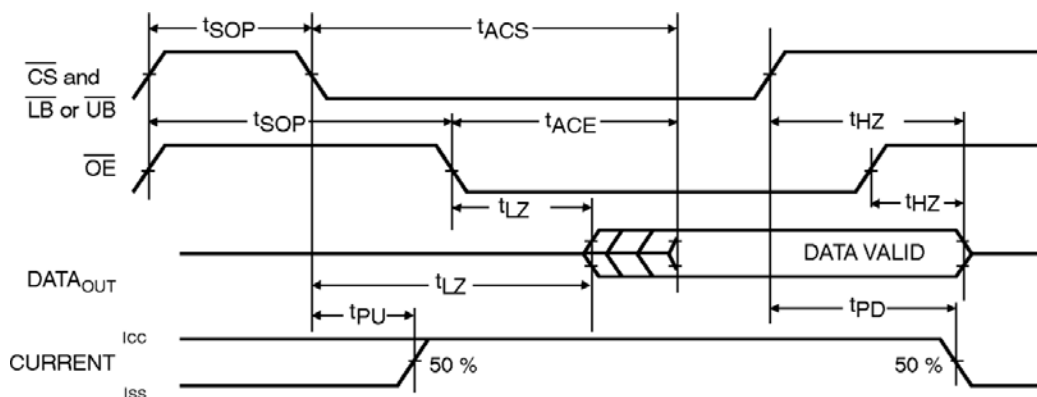 tSOP tACS
CS and
LB or UB
tSOP tACE tHZ
OE
tLZ tHZ
DATA VALID
DATAOUT
tLZ
tPU tPD
ICC
CURRENT 50 % 50 %
ISS